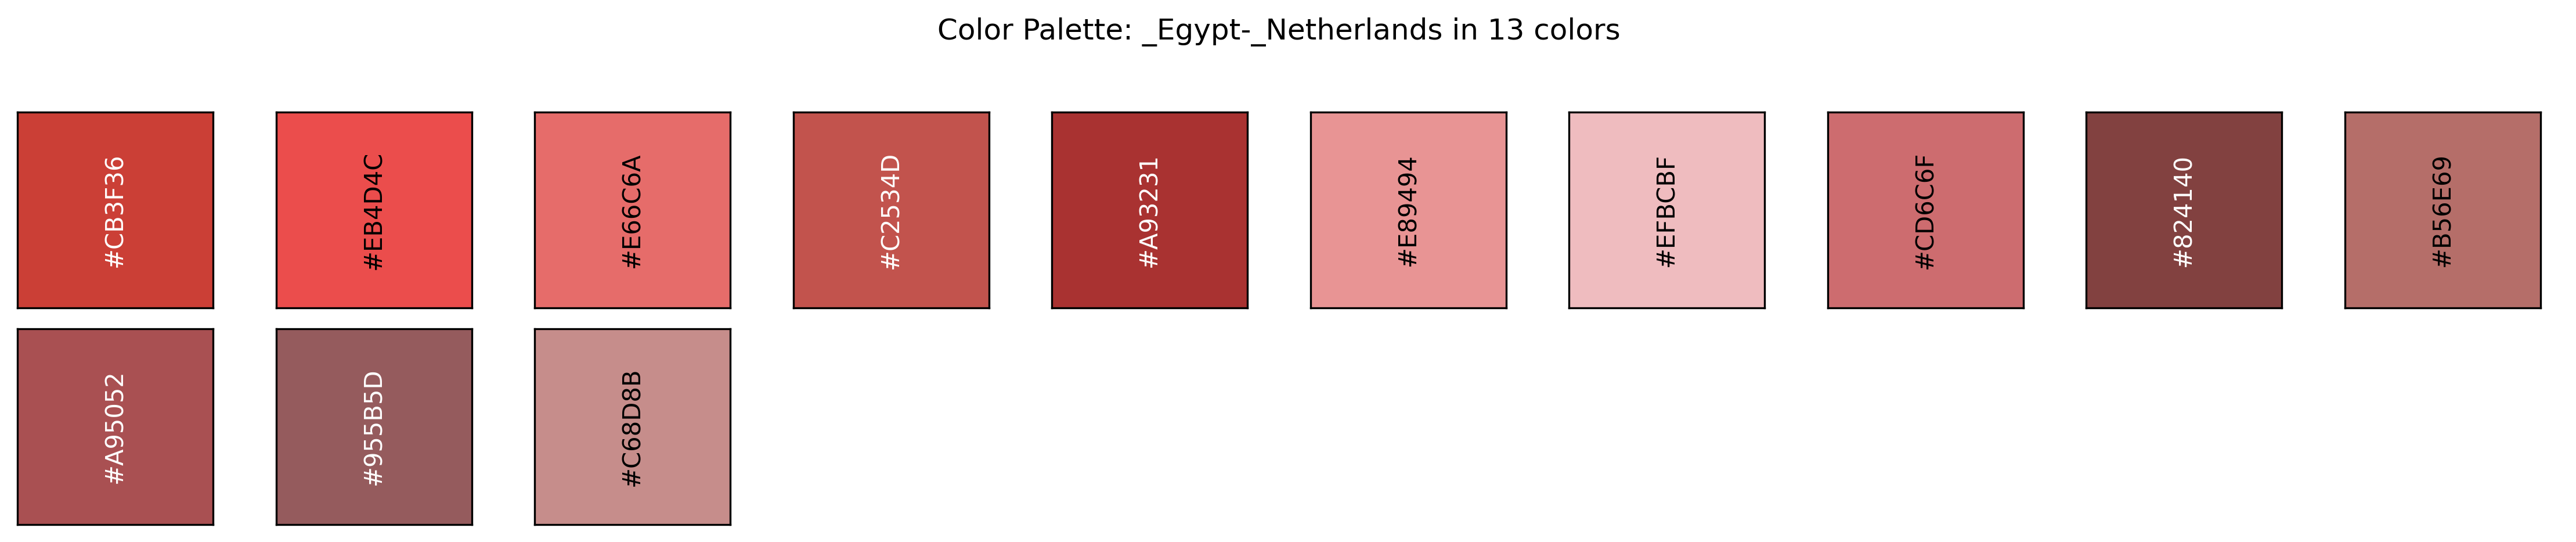 Color Palette: _Egypt-_Netherlands in 13 colors
#CB3F36
#EB4D4C
#E66C6A
#C2534D
#A93231
#E89494
#EFBCBF
#CD6C6F
#824140
#B56E69
#A95052
#955B5D
#C68D8B